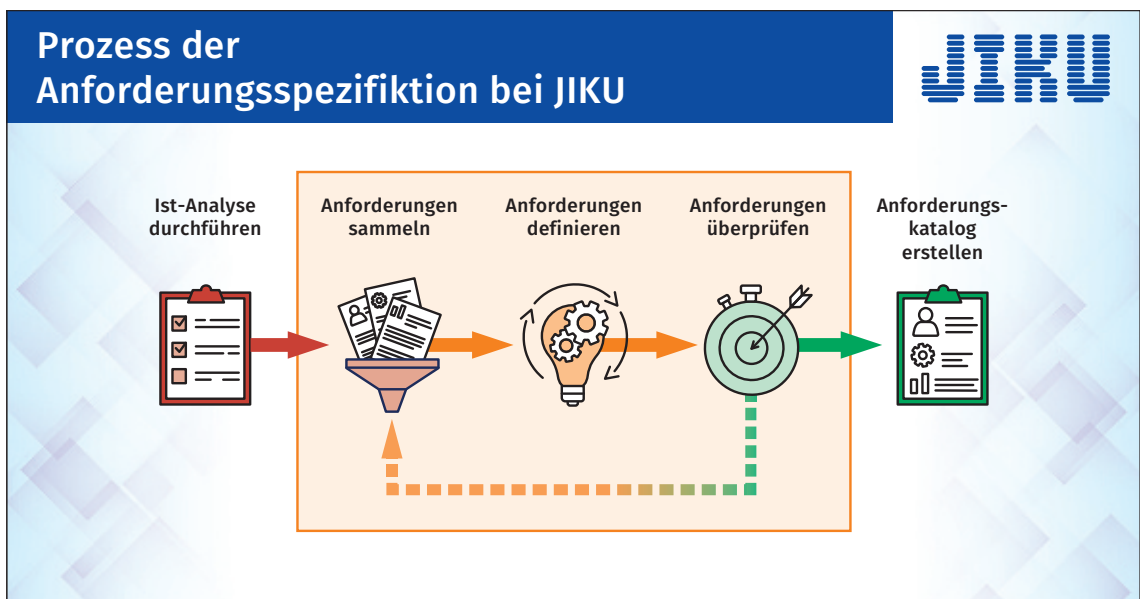 Prozess der
Anforderungsspezifiktion bei JIKU
JIKU
Ist-Analyse
durchführen
Anforderungen
sammeln
Anforderungen
definieren
Anforderungen
überprüfen
Anforderungs-
katalog
erstellen